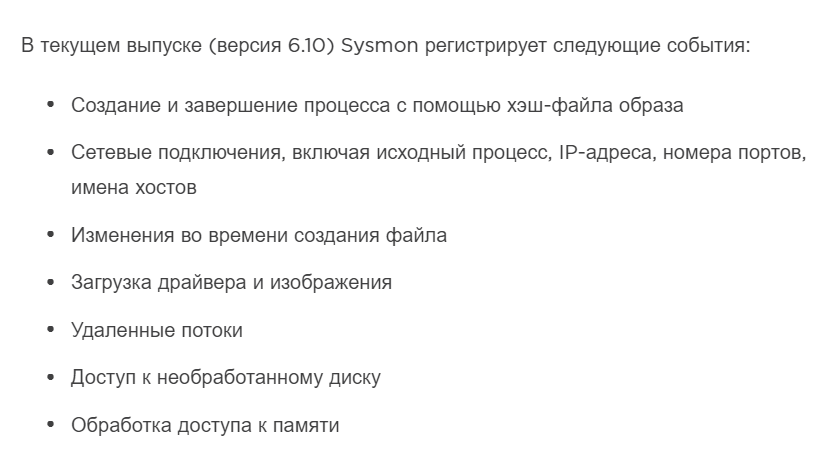 В текущем выпуске (версия 6.10) Sysmon регистрирует следующие события:
• Создание и завершение процесса с помощью хэш-файла образа
• Сетевые подключения, включая исходный процесс, IP-адреса, номера портов,
имена хостов
• Изменения во времени создания файла
• Загрузка драйвера и изображения
• Удаленные потоки
• Доступ к необработанному диску
• Обработка доступа к памяти